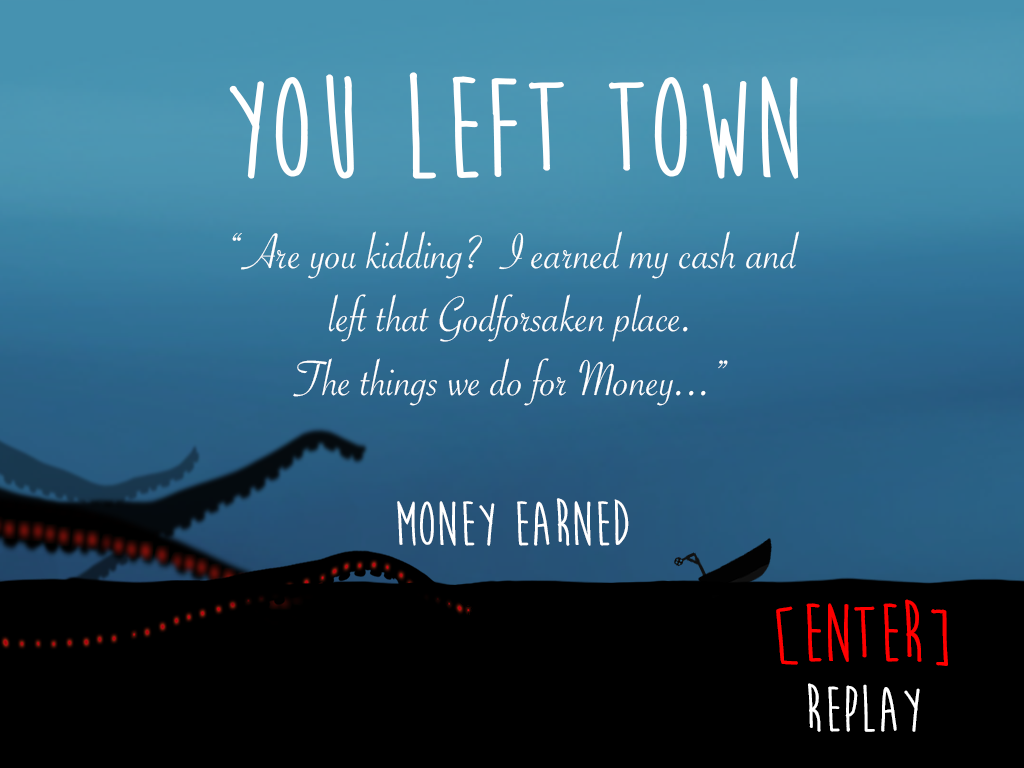 YOU LEFT TOWN
“Are you kidding? I earned my cash and
left that Godforsaken place.
The things we do for Money...”
MONEY EARNED
[ENTER]
REPLAY